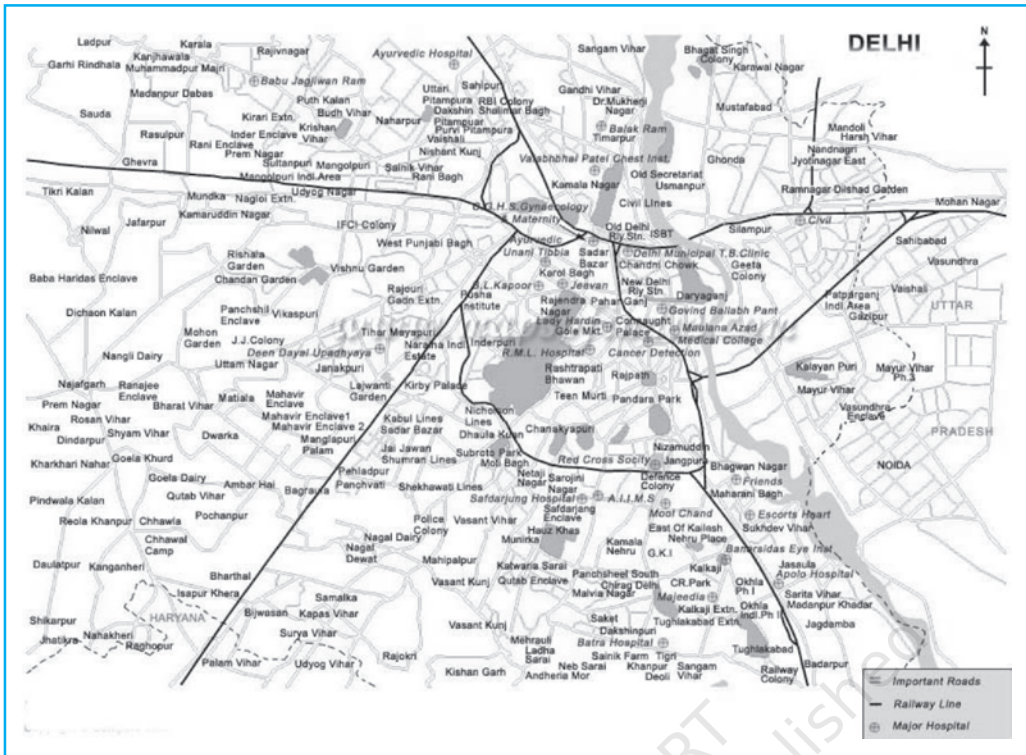 DELHI
N
Ladpur
Karala
Kanjhawala
Rajivnagar
Garhi Rindhala
Muhammadpur Majri
Babu Jagjiwan Ram
Madanpur Dabas
Puth Kalan
Sauda
Kirari Extn.
Budh Vihar
Krishan
Vihar
Rasulpur
Inder Enclave
Rani Enclave
Prem Nagar
Ghevra
Sultanpuri
Mangolpuri
Mangolpuri Indl.Area
Tikri Kalan
Mundka
Nagloi Extn.
Udyog Nagar
Kamaruddin Nagar
Jafarpur
Nilwal
IFCI-Colony
Ayurvedic Hospital
Uttari
Pitampura
Sahipur
RBI Colony
Dakshin
Shalimar Bagh
Pitampuar
Purvi Pitampura
Naharpur
Vaishali
Nishant Kunj
Sainik Vihar
Rani Bagh
Sangam Vihar
Gandhi Vihar
Dr.Mukherji
Nagar
Balak Ram
Timarpur
Bhagat Singh
Colony
Karawal Nagar
Mustafabad
Mandoli
Harsh Vihar
Nandnagri
Jyotinagar East
Ghonda
Vallabhbhai Patel Chest Inst.
Old Secretariat
Kamala Nagar
Usmanpur
Ramnagar Dilshad Garden
Mohan Nagar
C.G.H.S.Gynaecology
& Maternity
Civil Lines
Civil
Old Delhi
Rly.Stn.
ISBT
Silampur
Sahibabad
West Punjabi Bagh
Ayurvedic
Unani Tibbia
Sadar
Bazar
Delhi Municipal T.B.Clinic
Chandni Chowk
Geeta
Colony
Vasundhra
Rishala
Garden
Vishnu Garden
Chandan Garden
Baba Haridas Enclave
Karol Bagh
B.L.Kapoor
Jeevan
New Delhi
Rly Stn.
Daryaganj
Vaishali
UTTAR
Rajouri
Gadn Extn.
Pusha
Institute
Rajendra
Nagar
Pahar Ganj
Govind Ballabh Pant
Patparganj
Indl Area
Gazipur
Panchshil
Enclave
Vikaspuri
Dichaon Kalan
Lady Hardin
Gole Mkt.
Connaught
Palace
Maulana Azad
Medical College
Mohon
Garden
J.J.Colony
Tihar
Mayapuri
Deen Dayal Upadhyaya
Naraina Indl.
Estate
Inderpuri
R.M.L. Hospital
Cancer Detection
Nangli Dairy
Uttam Nagar
Janakpuri
Rashtrapati
Bhawan
Rajpath
Kalayan Puri
Mayur Vihar
Ph.3
Najafgarh
Ranajee
Enclave
Matiala
Mahavir
Enclave
Lajwanti
Garden
Kirby Palace
Teen Murti
Pandara Park
Mayur Vihar
Prem Nagar
Bharat Vihar
Mahavir Enclave1
Mahavir Enclave 2
Kabul Lines
Sadar Bazar
Nicholson
Lines
Vasundhra
Enclave
PRADESH
Rosan Vihar
Khaira
Shyam Vihar
Dindarpur
Dwarka
Manglapuri
Palam
Jai Jawan
Dhaula Kuan
Chanakyapuri
Nizamuddin
NOIDA
Kharkhari Nahar
Goela Khurd
Pehladpur
Shumran Lines
Subroto Park
Moti Bagh
Red Cross Socity
Jangpura
Bhagwan Nagar
Goela Dairy
Ambar Hai
Panchvati
Bagraura
Shekhawati Lines
Netaji
Nagar
Sarojini
Nagar
Defance
Colony
Friends
Maharani Bagh
Pindwala Kalan
Qutab Vihar
Safdarjung Hospital
A.I.I.M.S
Safdarjang
Enclave
Mool Chand
Escorts Heart
Reola Khanpur
Chhawla
Pochanpur
Police
Colony
Vasant Vihar
Hauz Khas
Munirka
East Of Kailesh
Nehru Place
Sukhdev Vihar
Chhawal
Camp
Nagal Dairy
Nagal
Dewat
Mahipalpur
Kamala
Nehru
G.K.I
Banarsidas Eye Inst
Daulatpur
Kanganheri
Katwaria Sarai
Kalkaji
Jasaula
Apolo Hospital
Bharthal
Vasant Kunj
Qutab Enclave
Panchsheel South
Chirag Delhi
CR.Park
Okhla
Ph I
Isapur Khera
Malvia Nagar
Majeedia
Sarita Vihar
Samalka
Kalkaji Extn.
Okhla
Indl.Ph II
Madanpur Khadar
Shikarpur
HARYANA
Bijwasan
Kapas Vihar
Vasant Kunj
Saket
Tughlakabad Extn.
Jagdamba
Nahakheri
Jhatikra
Raghopur
Surya Vihar
Dakshinpuri
Mehrauli
Ladha
Sarai
Batra Hospital
Tughlakabad
Palam Vihar
Udyog Vihar
Rajokri
Sainik Farm
Tigri
Badarpur
Kishan Garh
Neb Sarai
Khanpur
Sangam
Vihar
Railway
Colony
Andheria Mor
Deoli
Important Roads
Railway Line
Major Hospital